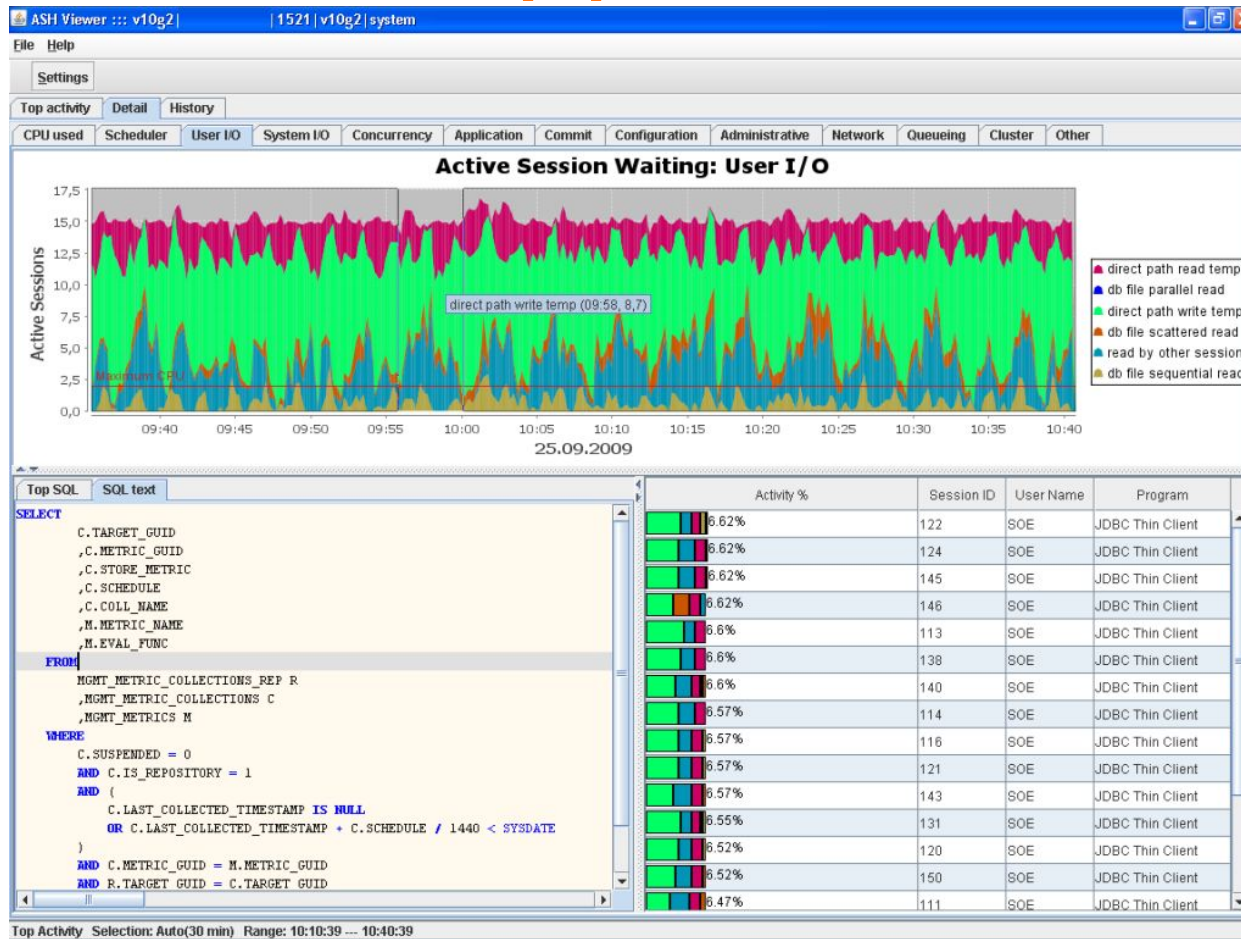 ASH Viewer ::: v10g2| |1521|v10g2|system
File Help
Settings
Top activity Detail History
CPU used Scheduler User I/O System I/O Concurrency Application Commit Configuration Administrative Network Queueing Cluster Other
Active Session Waiting: User I/O
Active Sessions
17,5
15,0
12,5
10,0
7,5
5,0
2,5
0,0
Maximum CPU
direct path write temp (09:58, 8,7)
09:40 09:45 09:50 09:55 10:00 10:05 10:10 10:15 10:20 10:25 10:30 10:35 10:40
25.09.2009
direct path read temp
db file parallel read
direct path write temp
db file scattered read
read by other session
db file sequential read
Top SQL SQL text
SELECT
C.TARGET_GUID
,C.METRIC_GUID
,C.STORE_METRIC
,C.SCHEDULE
,C.COLL_NAME
,M.METRIC_NAME
,M.EVAL_FUNC
FROM
MGMT_METRIC_COLLECTIONS_REP R
,MGMT_METRIC_COLLECTIONS C
,MGMT_METRICS M
WHERE
C.SUSPENDED = 0
AND C.IS_REPOSITORY = 1
AND (
C.LAST_COLLECTED_TIMESTAMP IS NULL
OR C.LAST_COLLECTED_TIMESTAMP + C.SCHEDULE / 1440 < SYSDATE
)
AND C.METRIC_GUID = M.METRIC_GUID
AND R.TARGET_GUID = C.TARGET_GUID
Activity % Session ID User Name Program
6.62% 122 SOE JDBC Thin Client
6.62% 124 SOE JDBC Thin Client
6.62% 145 SOE JDBC Thin Client
6.62% 146 SOE JDBC Thin Client
6.6% 113 SOE JDBC Thin Client
6.6% 138 SOE JDBC Thin Client
6.6% 140 SOE JDBC Thin Client
6.57% 114 SOE JDBC Thin Client
6.57% 116 SOE JDBC Thin Client
6.57% 121 SOE JDBC Thin Client
6.57% 143 SOE JDBC Thin Client
6.55% 131 SOE JDBC Thin Client
6.52% 120 SOE JDBC Thin Client
6.52% 150 SOE JDBC Thin Client
6.47% 111 SOE JDBC Thin Client
Top Activity Selection: Auto(30 min) Range: 10:10:39 --- 10:40:39